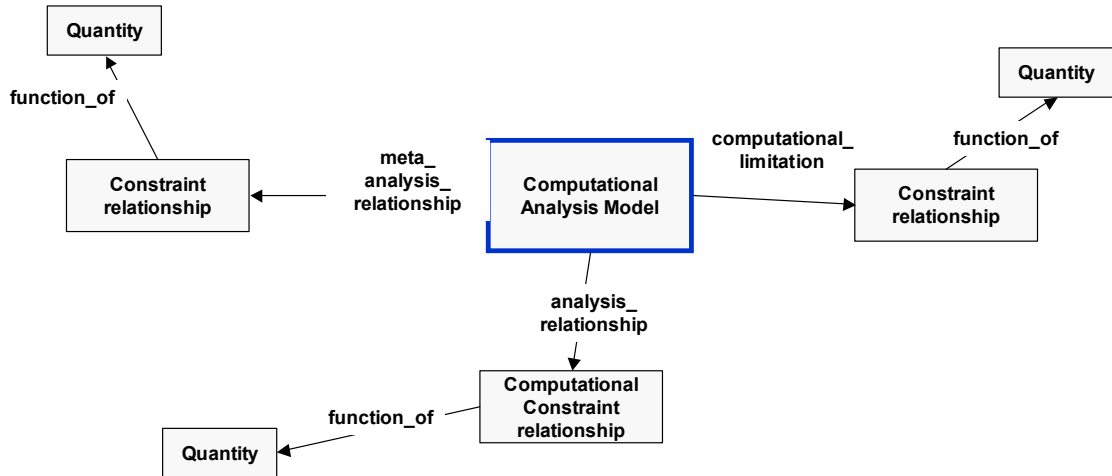 Quantity
function_of
Constraint
relationship
meta_
analysis_
relationship
Computational
Analysis Model
computational_
limitation
Quantity
function_of
Constraint
relationship
analysis_
relationship
Computational
Constraint
relationship
function_of
Quantity